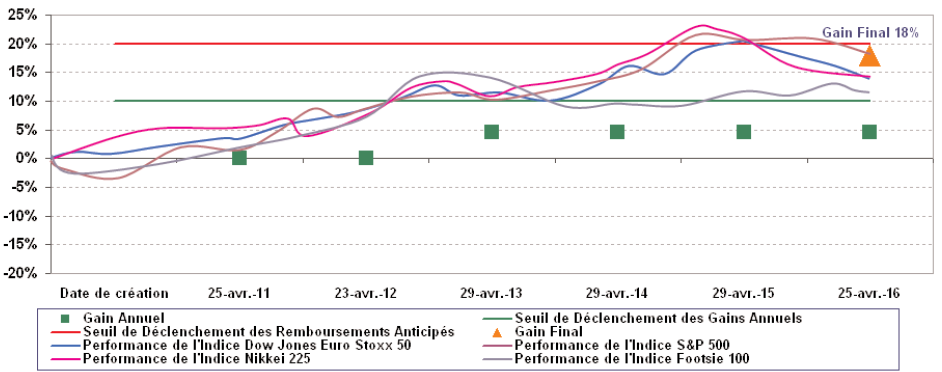 25%
20%
15%
10%
5%
0%
-5%
-10%
-15%
-20%
Gain Final 18%
Date de création 25-avr.-11 23-avr.-12 29-avr.-13 29-avr.-14 29-avr.-15 25-avr.-16
Gain Annuel Seuil de Déclenchement des Gains Annuels
Seuil de Déclenchement des Remboursements Anticipés Gain Final
Performance de l'Indice Dow Jones Euro Stoxx 50 Performance de l'Indice S&P 500
Performance de l'Indice Nikkei 225 Performance de l'Indice Footsie 100